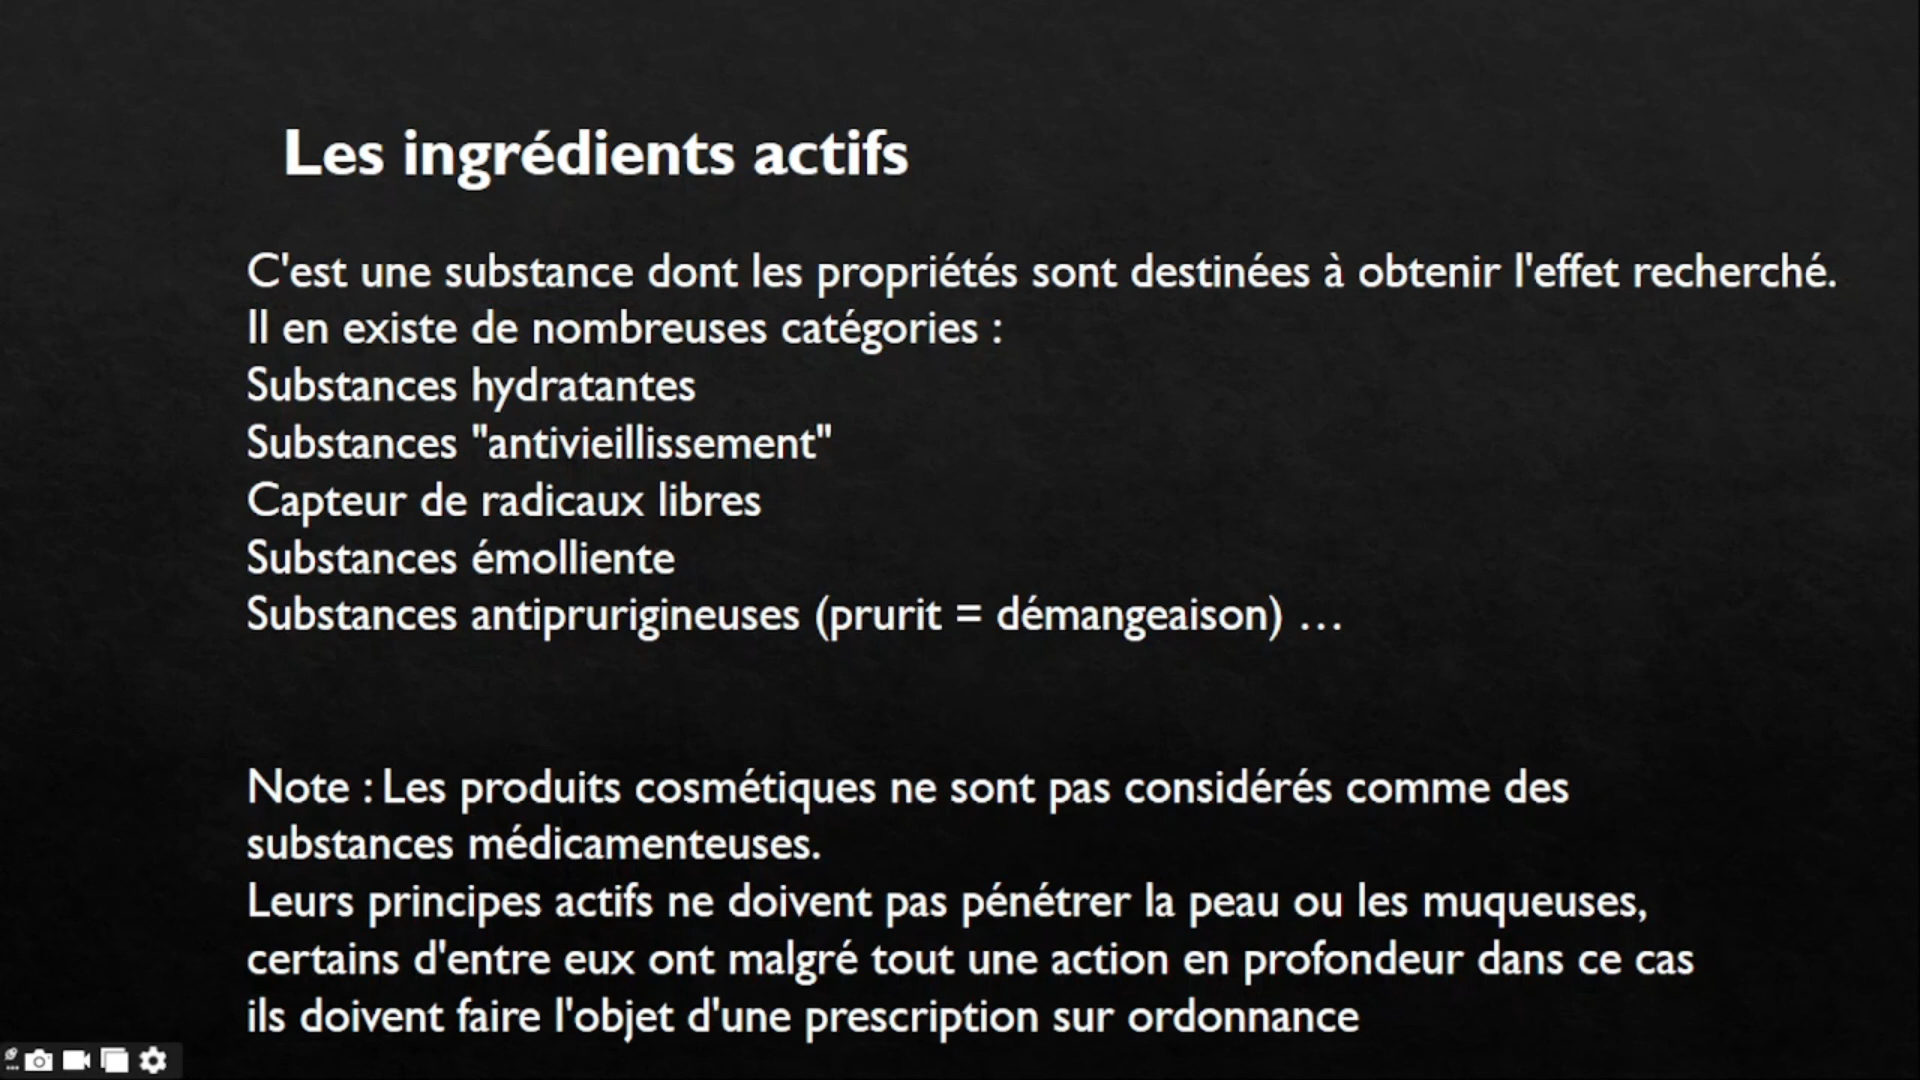 Les ingrédients actifs
C'est une substance dont les propriétés sont destinées à obtenir l'effet recherché.
Il en existe de nombreuses catégories :
Substances hydratantes
Substances "antivieillissement"
Capteur de radicaux libres
Substances émolliente
Substances antiprurigineuses (prurit = démangeaison) …
Note : Les produits cosmétiques ne sont pas considérés comme des
substances médicamenteuses.
Leurs principes actifs ne doivent pas pénétrer la peau ou les muqueuses,
certains d'entre eux ont malgré tout une action en profondeur dans ce cas
ils doivent faire l'objet d'une prescription sur ordonnance